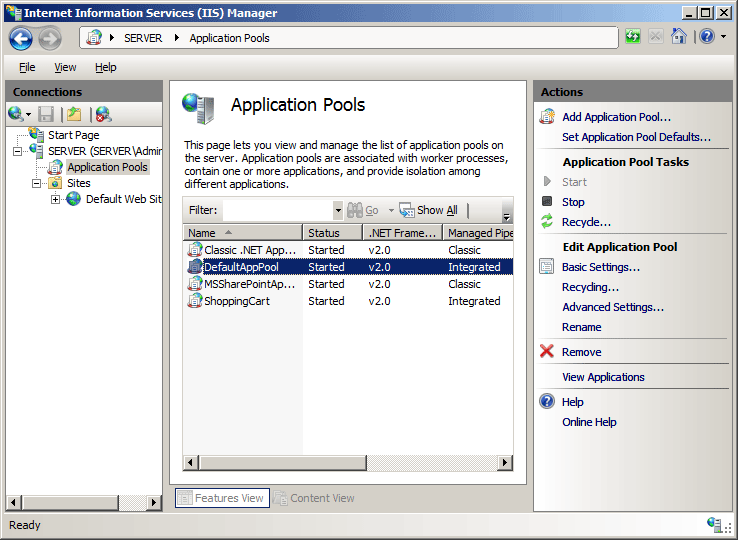 Internet Information Services (IIS) Manager
SERVER Application Pools
File View Help
Connections
Start Page
SERVER (SERVER\Admin
Application Pools
Sites
Default Web Sit
Application Pools
This page lets you view and manage the list of application pools on
the server. Application pools are associated with worker processes,
contain one or more applications, and provide isolation among
different applications.
Filter: Go Show All
Name Status .NET Frame... Managed Pipe
Classic .NET App... Started v2.0 Classic
DefaultAppPool Started v2.0 Integrated
MSSharePointAp... Started v2.0 Classic
ShoppingCart Started v2.0 Integrated
Features View Content View
Actions
Add Application Pool...
Set Application Pool Defaults...
Application Pool Tasks
Start
Stop
Recycle...
Edit Application Pool
Basic Settings...
Recycling...
Advanced Settings...
Rename
Remove
View Applications
Help
Online Help
Ready